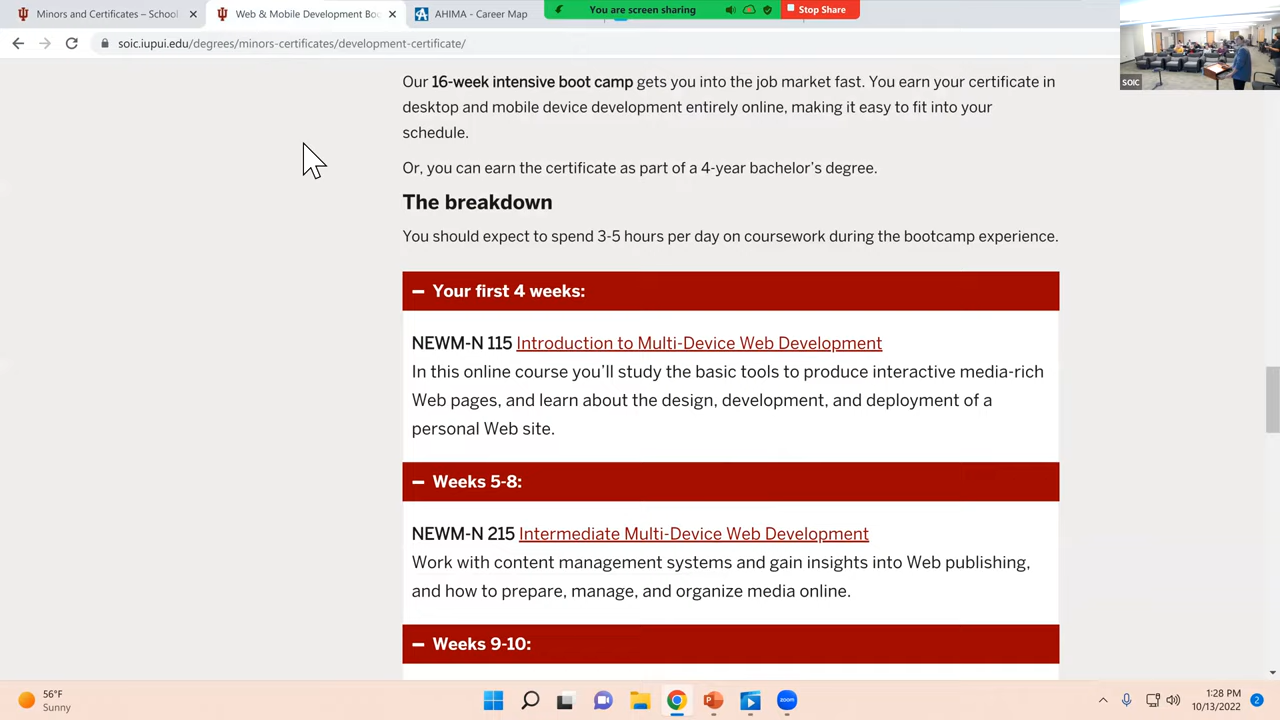 Minors and Certificates - School
Web & Mobile Development Boo
AHIMA - Career Map
You are screen sharing
Stop Share
soic.iupui.edu/degrees/minors-certificates/development-certificate/
SOIC
Our 16-week intensive boot camp gets you into the job market fast. You earn your certificate in
desktop and mobile device development entirely online, making it easy to fit into your
schedule.
Or, you can earn the certificate as part of a 4-year bachelor's degree.
The breakdown
You should expect to spend 3-5 hours per day on coursework during the bootcamp experience.
Your first 4 weeks:
NEWM-N 115 Introduction to Multi-Device Web Development
In this online course you'll study the basic tools to produce interactive media-rich
Web pages, and learn about the design, development, and deployment of a
personal Web site.
Weeks 5-8:
NEWM-N 215 Intermediate Multi-Device Web Development
Work with content management systems and gain insights into Web publishing,
and how to prepare, manage, and organize media online.
Weeks 9-10:
56°F
Sunny
zoom
1:28 PM
10/13/2022
2